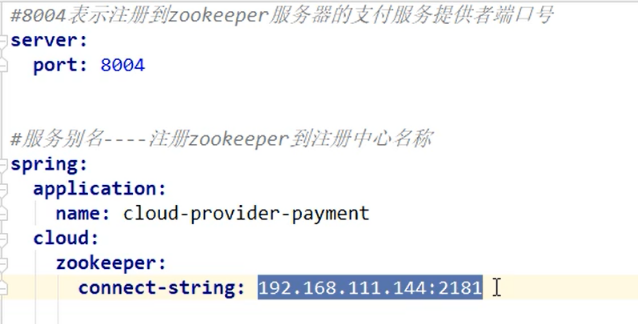 #8004表示注册到zookeeper服务器的支付服务提供者端口号
server:
port: 8004
#服务别名----注册zookeeper到注册中心名称
spring:
application:
name: cloud-provider-payment
cloud:
zookeeper:
connect-string: 192.168.111.144:2181